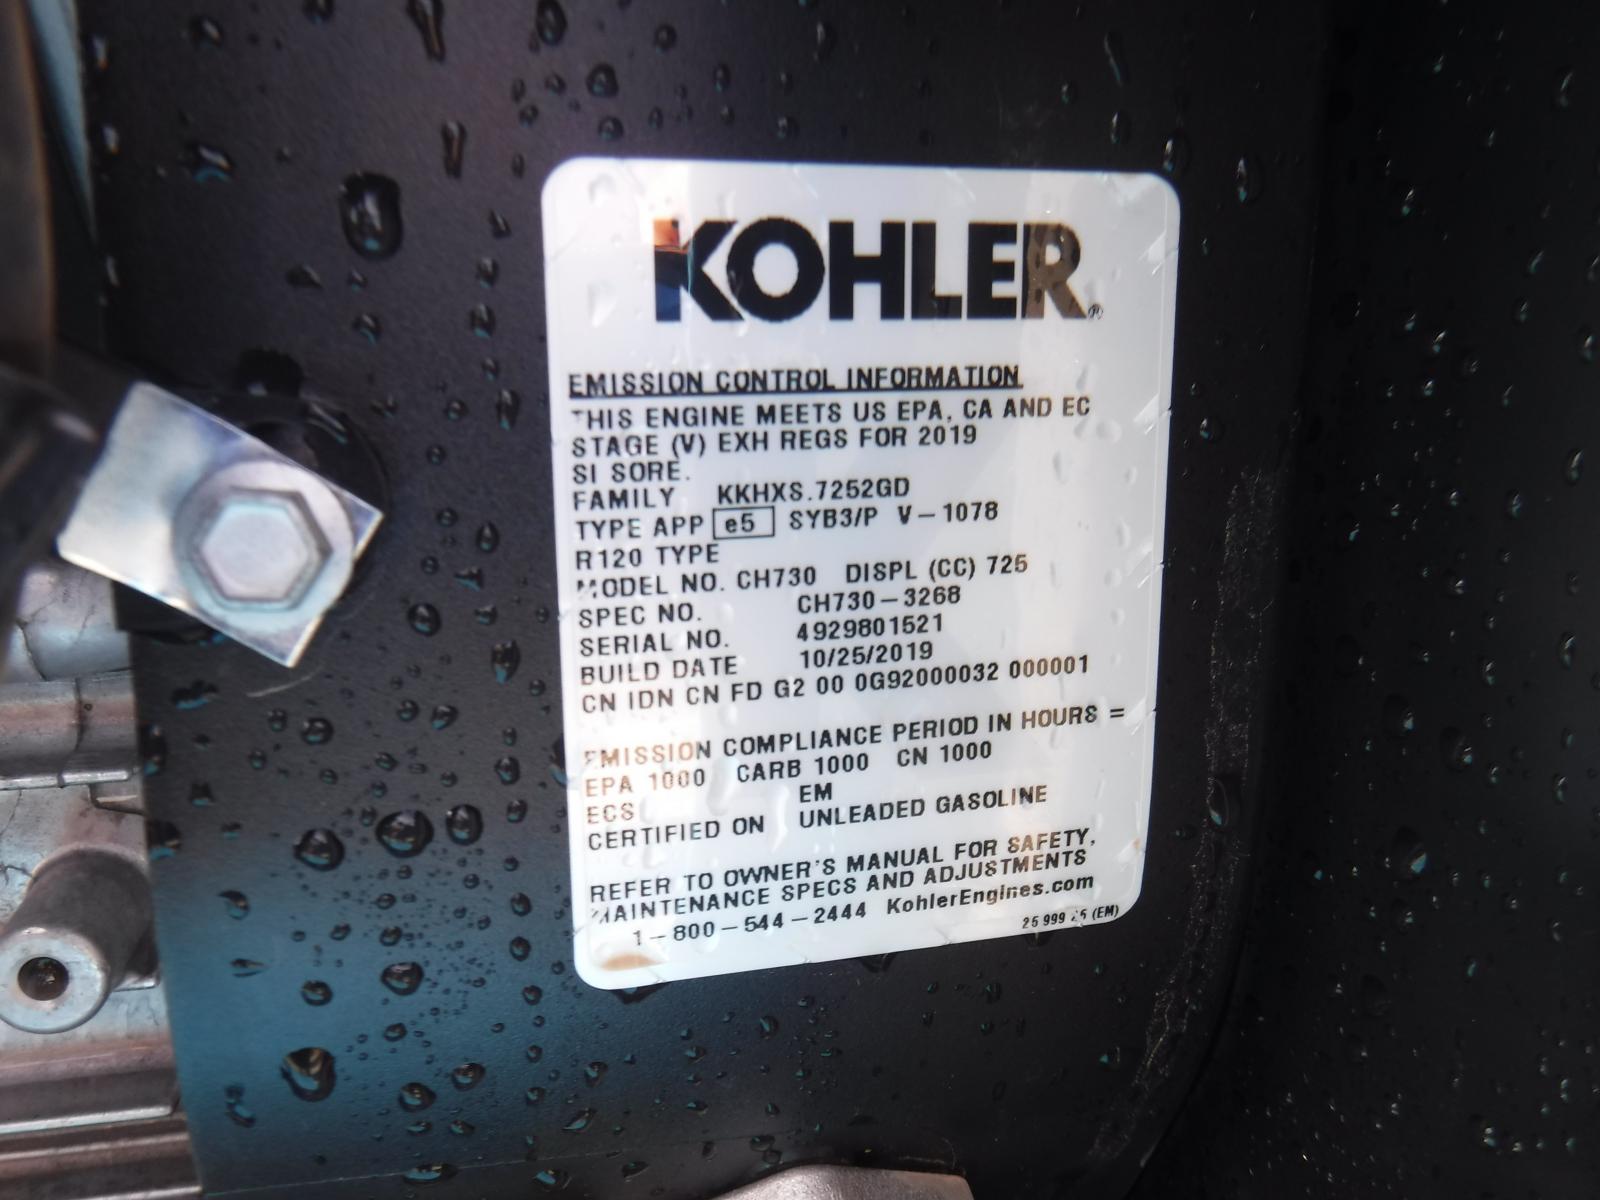 KOHLER®
EMISSION CONTROL INFORMATION
THIS ENGINE MEETS US EPA, CA AND EC
STAGE (V) EXH REGS FOR 2019
SI SORE.
FAMILY KKHXS.7252GD
TYPE APP e5 SYB3/P V-1078
R120 TYPE
MODEL NO. CH730 DISPL (CC) 725
SPEC NO. CH730-3268
SERIAL NO. 4929801521
BUILD DATE 10/25/2019
CN IDN CN FD G2 00 0G92000032 000001
EMISSION COMPLIANCE PERIOD IN HOURS =
EPA 1000 CARB 1000 CN 1000
ECS EM
CERTIFIED ON UNLEADED GASOLINE
REFER TO OWNER'S MANUAL FOR SAFETY,
MAINTENANCE SPECS AND ADJUSTMENTS
1-800-544-2444 KohlerEngines.com
25 999 (EM)